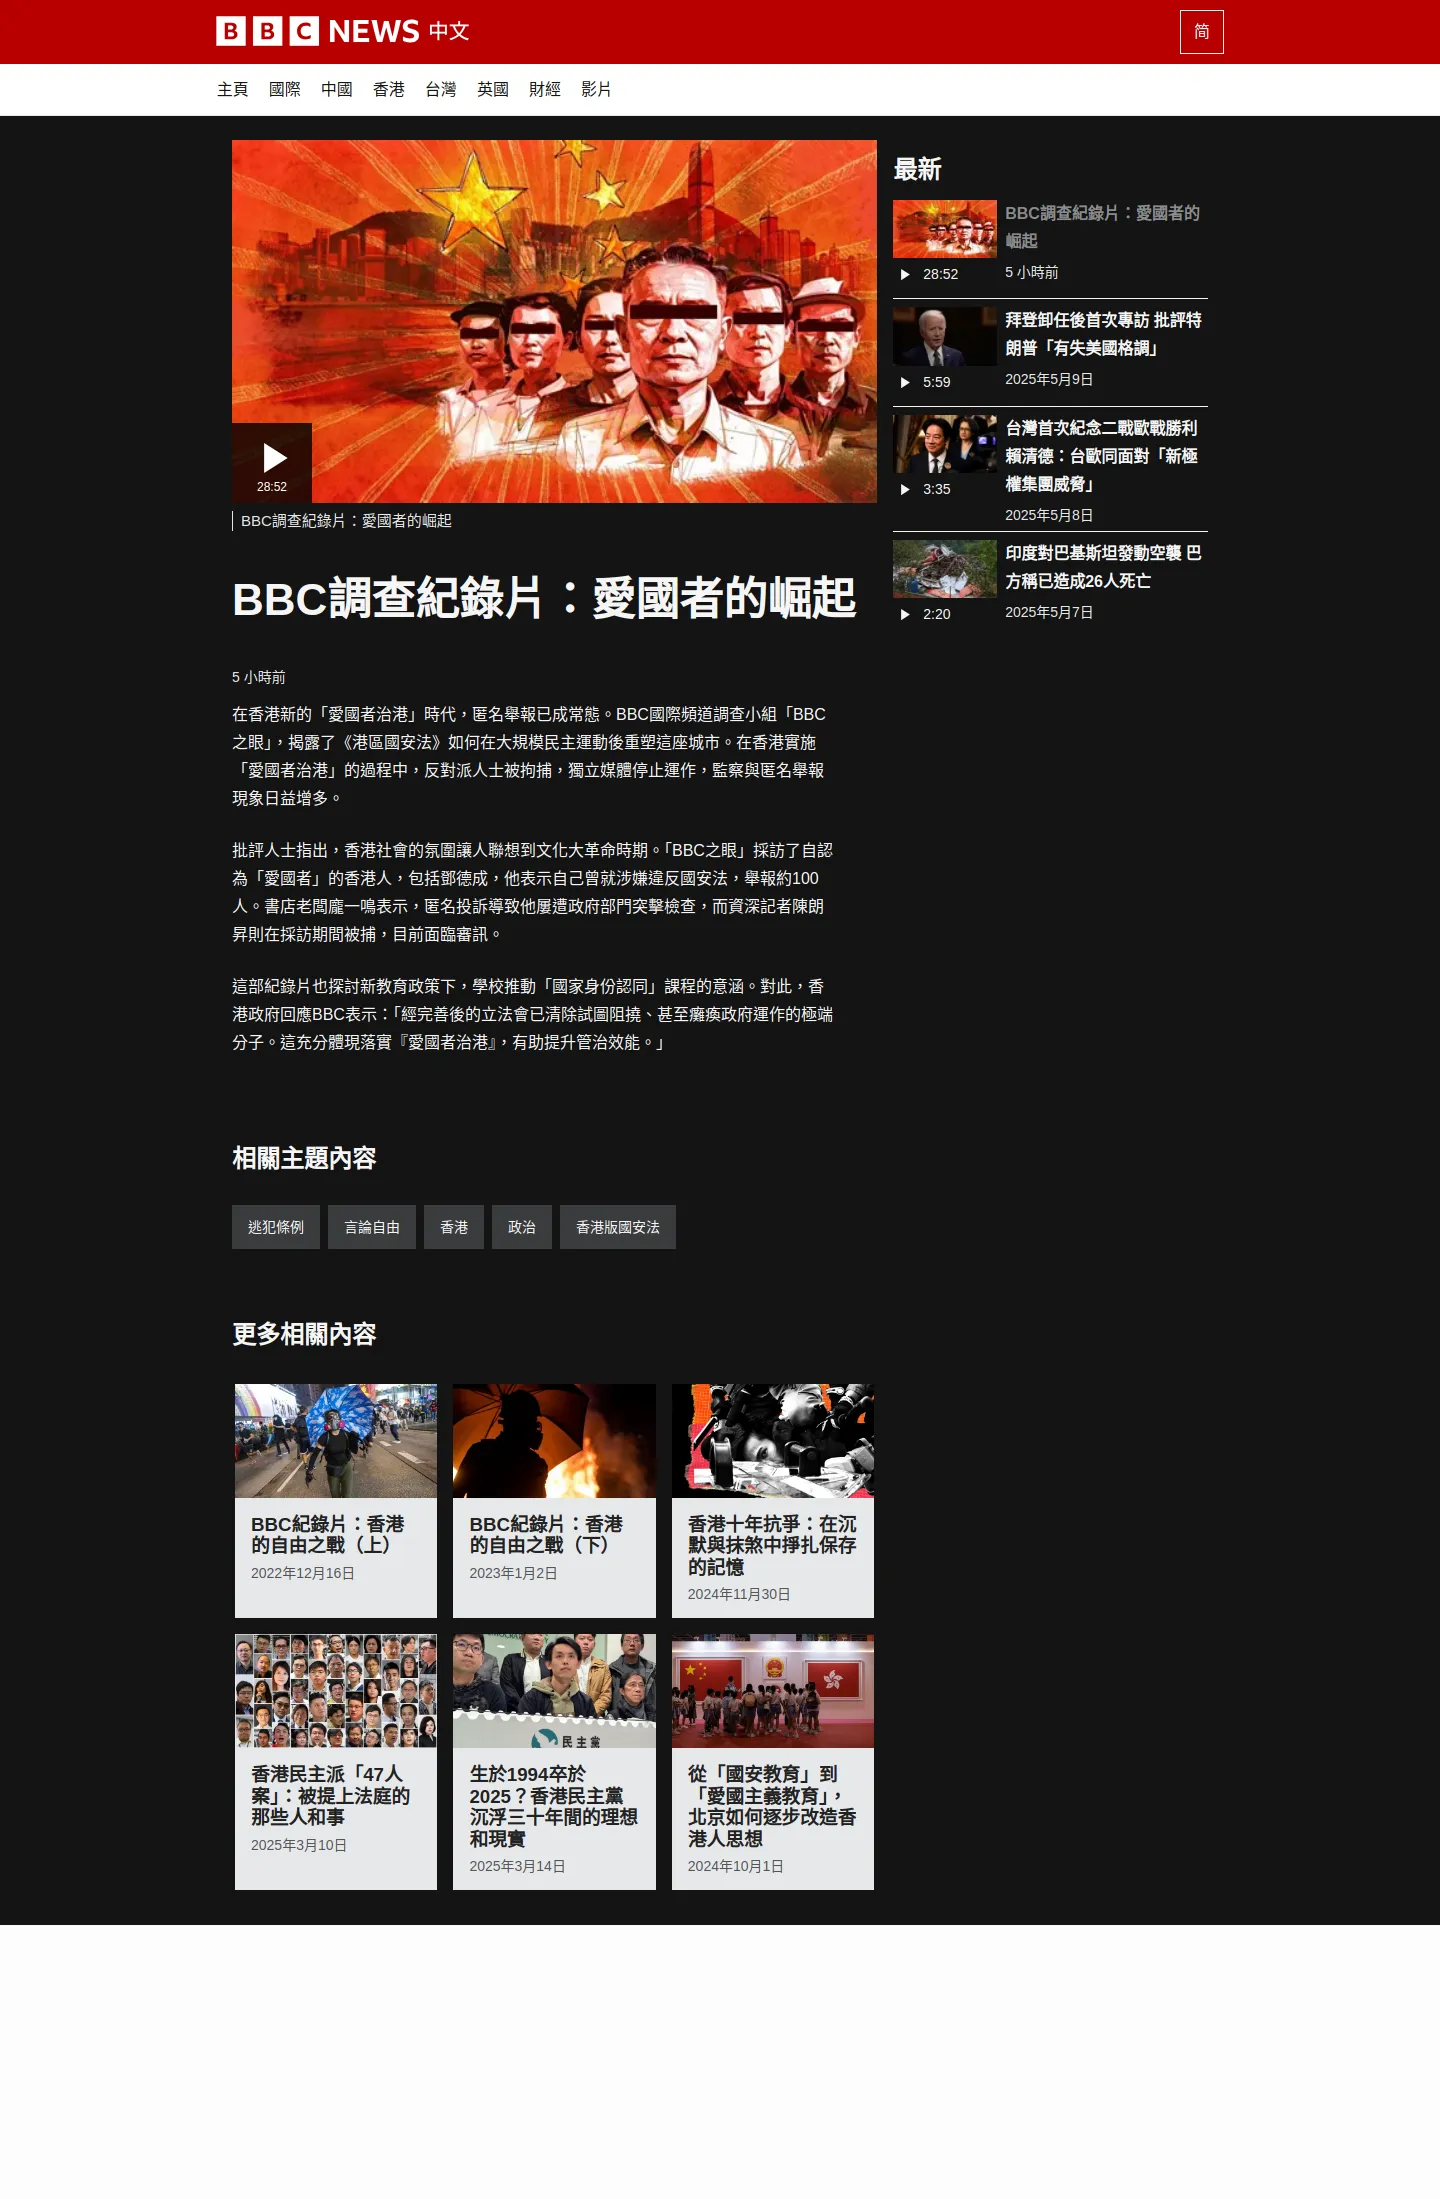 BBC NEWS 中文
简
主頁 國際 中國 香港 台灣 英國 財經 影片
28:52
BBC調查紀錄片：愛國者的崛起
BBC調查紀錄片：愛國者的崛起
5 小時前
在香港新的「愛國者治港」時代，匿名舉報已成常態。BBC國際頻道調查小組「BBC
之眼」，揭露了《港區國安法》如何在大規模民主運動後重塑這座城市。在香港實施
「愛國者治港」的過程中，反對派人士被拘捕，獨立媒體停止運作，監察與匿名舉報
現象日益增多。
批評人士指出，香港社會的氛圍讓人聯想到文化大革命時期。「BBC之眼」採訪了自認
為「愛國者」的香港人，包括鄧德成，他表示自己曾就涉嫌違反國安法，舉報約100
人。書店老闆龐一鳴表示，匿名投訴導致他屢遭政府部門突擊檢查，而資深記者陳朗
昇則在採訪期間被捕，目前面臨審訊。
這部紀錄片也探討新教育政策下，學校推動「國家身份認同」課程的意涵。對此，香
港政府回應BBC表示：「經完善後的立法會已清除試圖阻撓、甚至癱瘓政府運作的極端
分子。這充分體現落實『愛國者治港』，有助提升管治效能。」
最新
BBC調查紀錄片：愛國者的
崛起
28:52
5 小時前
拜登卸任後首次專訪 批評特
朗普「有失美國格調」
5:59
2025年5月9日
台灣首次紀念二戰歐戰勝利
賴清德：台歐同面對「新極
權集團威脅」
3:35
2025年5月8日
印度對巴基斯坦發動空襲 巴
方稱已造成26人死亡
2:20
2025年5月7日
相關主題內容
逃犯條例 言論自由 香港 政治 香港版國安法
更多相關內容
BBC紀錄片：香港
的自由之戰（上）
2022年12月16日
BBC紀錄片：香港
的自由之戰（下）
2023年1月2日
香港十年抗爭：在沉
默與抹煞中掙扎保存
的記憶
2024年11月30日
香港民主派「47人
案」：被提上法庭的
那些人和事
2025年3月10日
民主黨
生於1994卒於
2025？香港民主黨
沉浮三十年間的理想
和現實
2025年3月14日
從「國安教育」到
「愛國主義教育」，
北京如何逐步改造香
港人思想
2024年10月1日